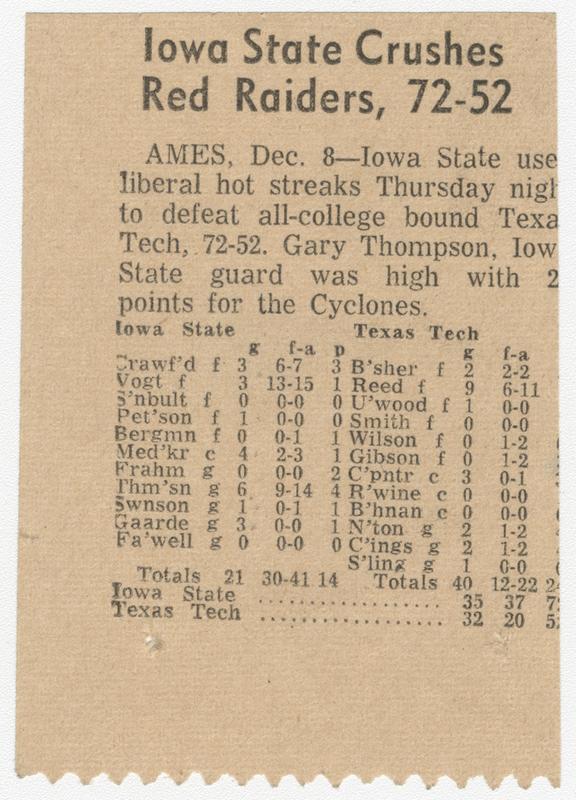 Iowa State Crushes
Red Raiders, 72-52
AMES, Dec. 8—Iowa State use
liberal hot streaks Thursday nigh
to defeat all-college bound Texa
Tech, 72-52. Gary Thompson, Iow
State guard was high with 2
points for the Cyclones.
Iowa State Texas Tech
g f-a p g f-a
Crawf'd f 3 6-7 3 B'sher f 2 2-2
Vogt f 3 13-15 1 Reed f 9 6-11
S'nbult f 0 0-0 0 U'wood f 1 0-0
Pet'son f 1 0-0 0 Smith f 0 0-0
Bergmn f 0 0-1 1 Wilson f 0 1-2
Med'kr c 4 2-3 1 Gibson f 0 1-2
Frahm g 0 0-0 2 C'pntr c 3 0-1
Thm'sn g 6 9-14 4 R'wine c 0 0-0
Swnson g 1 0-1 1 B'hnan c 0 0-0
Gaarde g 3 0-0 1 N'ton g 2 1-2
Fa'well g 0 0-0 0 C'ings g 2 1-2
S'ling g 1 0-0
Totals 21 30-41 14 Totals 40 12-22 2
Iowa State .................. 35 37 7
Texas Tech .................. 32 20 5